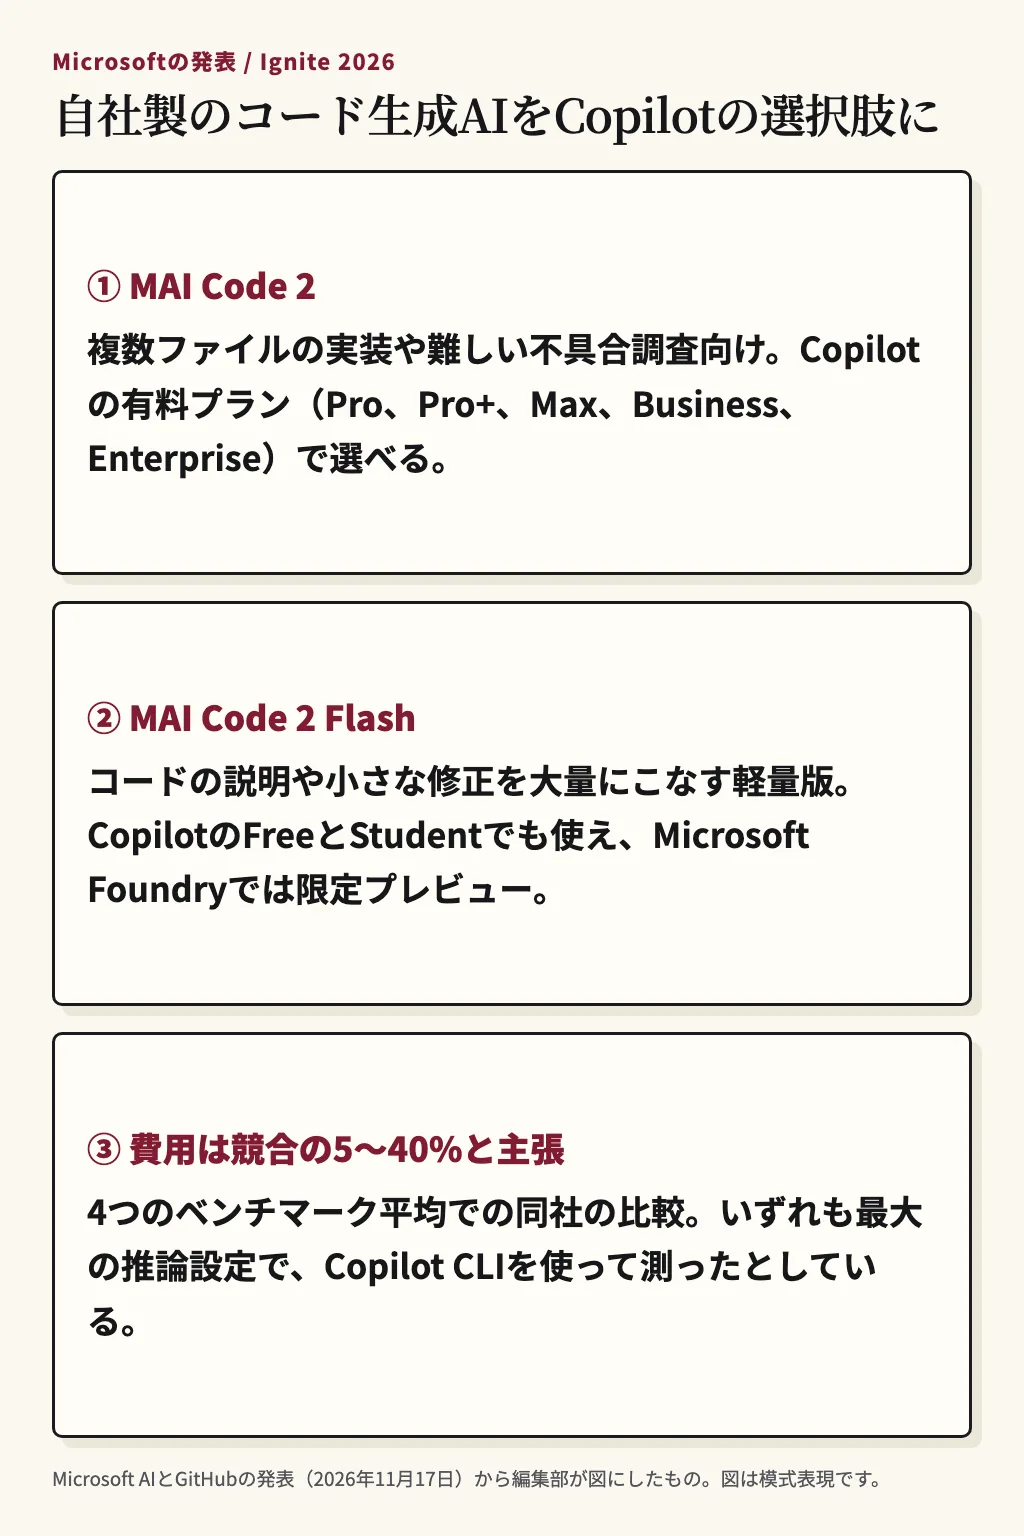 Microsoftの発表 / Ignite 2026
自社製のコード生成AIをCopilotの選択肢に
① MAI Code 2
複数ファイルの実装や難しい不具合調査向け。Copilot
の有料プラン（Pro、Pro+、Max、Business、
Enterprise）で選べる。
② MAI Code 2 Flash
コードの説明や小さな修正を大量にこなす軽量版。
CopilotのFreeとStudentでも使え、Microsoft
Foundryでは限定プレビュー。
③ 費用は競合の5〜40%と主張
4つのベンチマーク平均での同社の比較。いずれも最大
の推論設定で、Copilot CLIを使って測ったとしてい
る。
Microsoft AIとGitHubの発表（2026年11月17日）から編集部が図にしたもの。図は模式表現です。